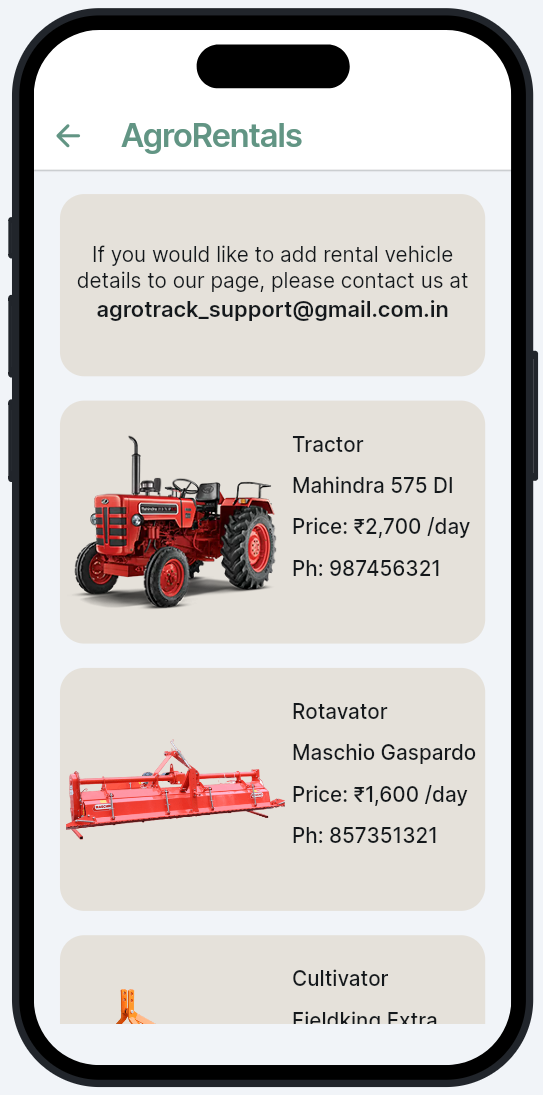 AgroRentals
If you would like to add rental vehicle
details to our page, please contact us at
agrotrack_support@gmail.com.in
Tractor
Mahindra 575 DI
Price: ₹2,700 /day
Ph: 987456321
Rotavator
Maschio Gaspardo
Price: ₹1,600 /day
Ph: 857351321
Cultivator
Fieldking Extra